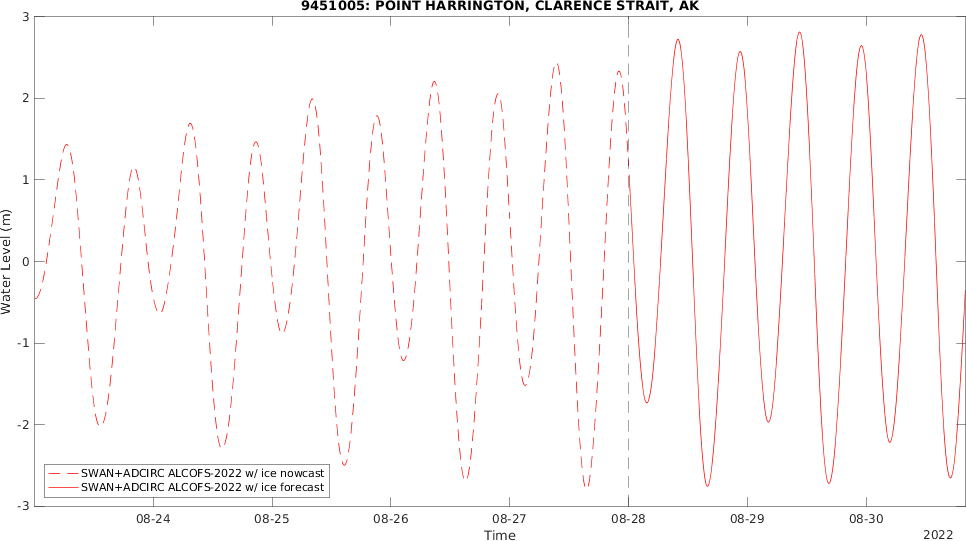 9451005: POINT HARRINGTON, CLARENCE STRAIT, AK
3
2
1
0
-1
-2
-3
Water Level (m)
SWAN+ADCIRC ALCOFS-2022 w/ ice nowcast
SWAN+ADCIRC ALCOFS-2022 w/ ice forecast
08-24 08-25 08-26 08-27 08-28 08-29 08-30
Time
2022